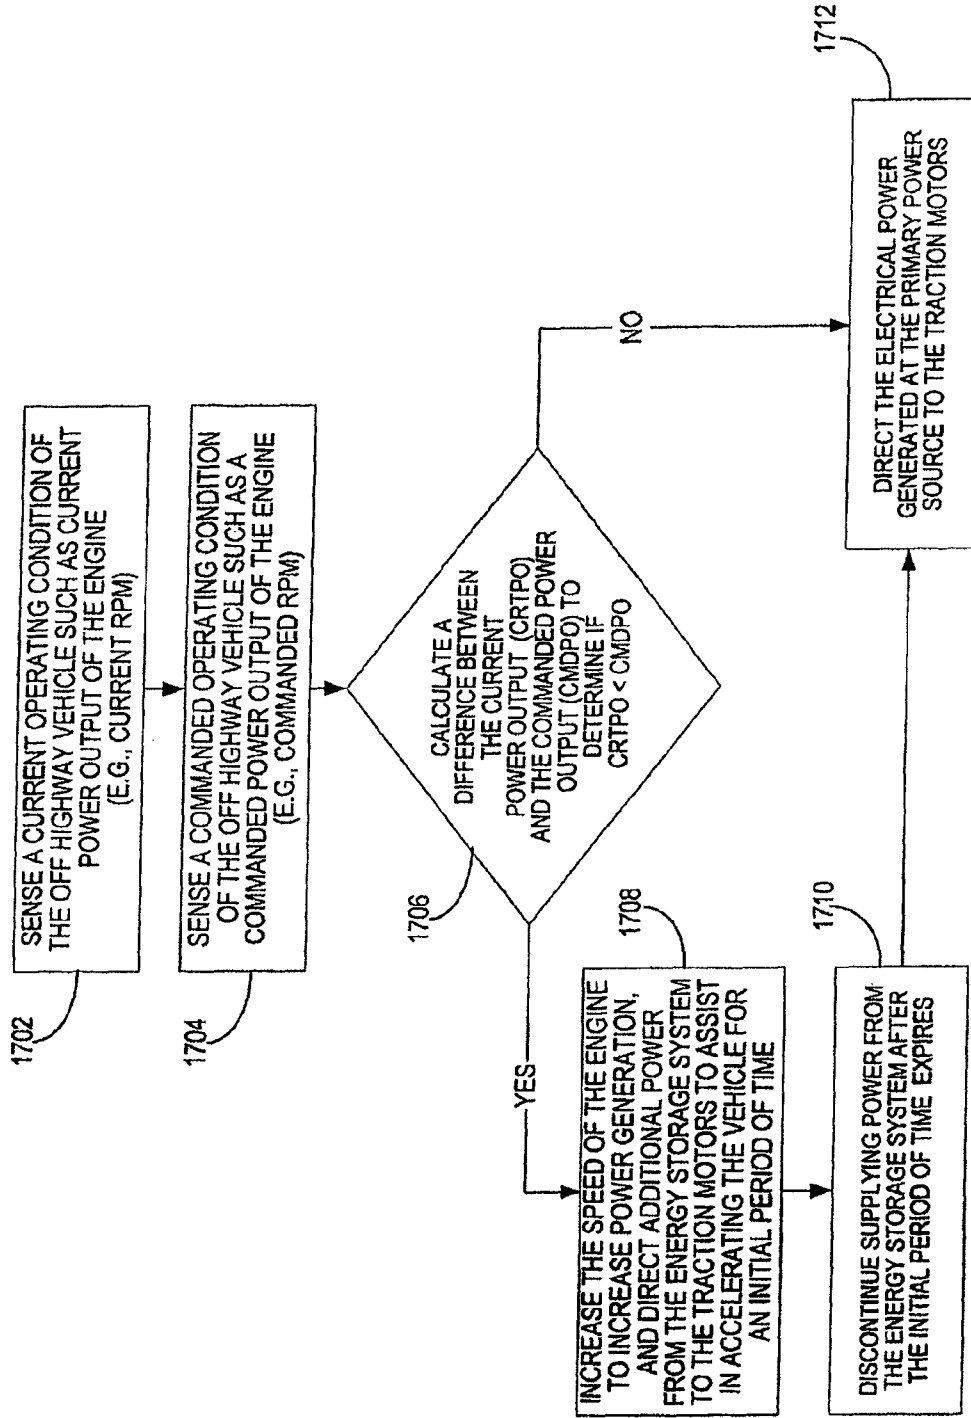 SENSE A CURRENT OPERATING CONDITION OF
THE OFF HIGHWAY VEHICLE SUCH AS CURRENT
POWER OUTPUT OF THE ENGINE
(E.G., CURRENT RPM)
1702
SENSE A COMMANDED OPERATING CONDITION
OF THE OFF HIGHWAY VEHICLE SUCH AS A
COMMANDED POWER OUTPUT OF THE ENGINE
(E.G., COMMANDED RPM)
1704
CALCULATE A
DIFFERENCE BETWEEN
THE CURRENT
POWER OUTPUT (CRTPO)
AND THE COMMANDED POWER
OUTPUT (CMDPO) TO
DETERMINE IF
CRTPO < CMDPO
1706
YES
NO
INCREASE THE SPEED OF THE ENGINE
TO INCREASE POWER GENERATION,
AND DIRECT ADDITIONAL POWER
FROM THE ENERGY STORAGE SYSTEM
TO THE TRACTION MOTORS TO ASSIST
IN ACCELERATING THE VEHICLE FOR
AN INITIAL PERIOD OF TIME
1708
DISCONTINUE SUPPLYING POWER FROM
THE ENERGY STORAGE SYSTEM AFTER
THE INITIAL PERIOD OF TIME EXPIRES
1710
DIRECT THE ELECTRICAL POWER
GENERATED AT THE PRIMARY POWER
SOURCE TO THE TRACTION MOTORS
1712